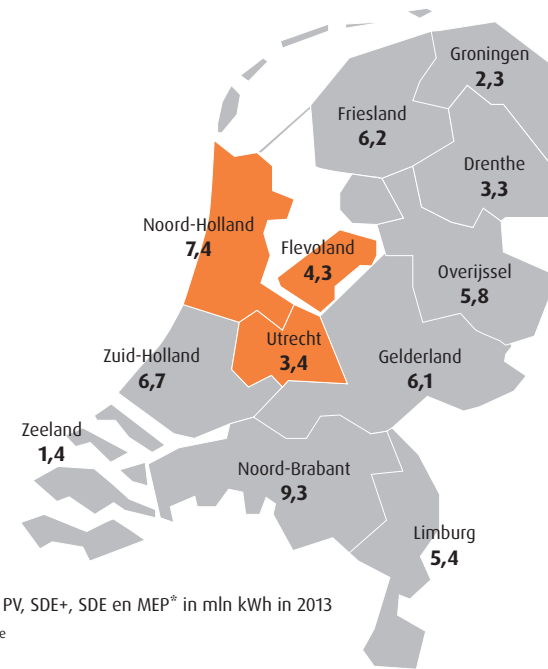 Groningen
2,3
Friesland
6,2
Drenthe
3,3
Noord-Holland
7,4
Flevoland
4,3
Overijssel
5,8
Utrecht
3,4
Zuid-Holland
6,7
Gelderland
6,1
Zeeland
1,4
Noord-Brabant
9,3
Limburg
5,4
PV, SDE+, SDE en MEP* in mln kWh in 2013
e